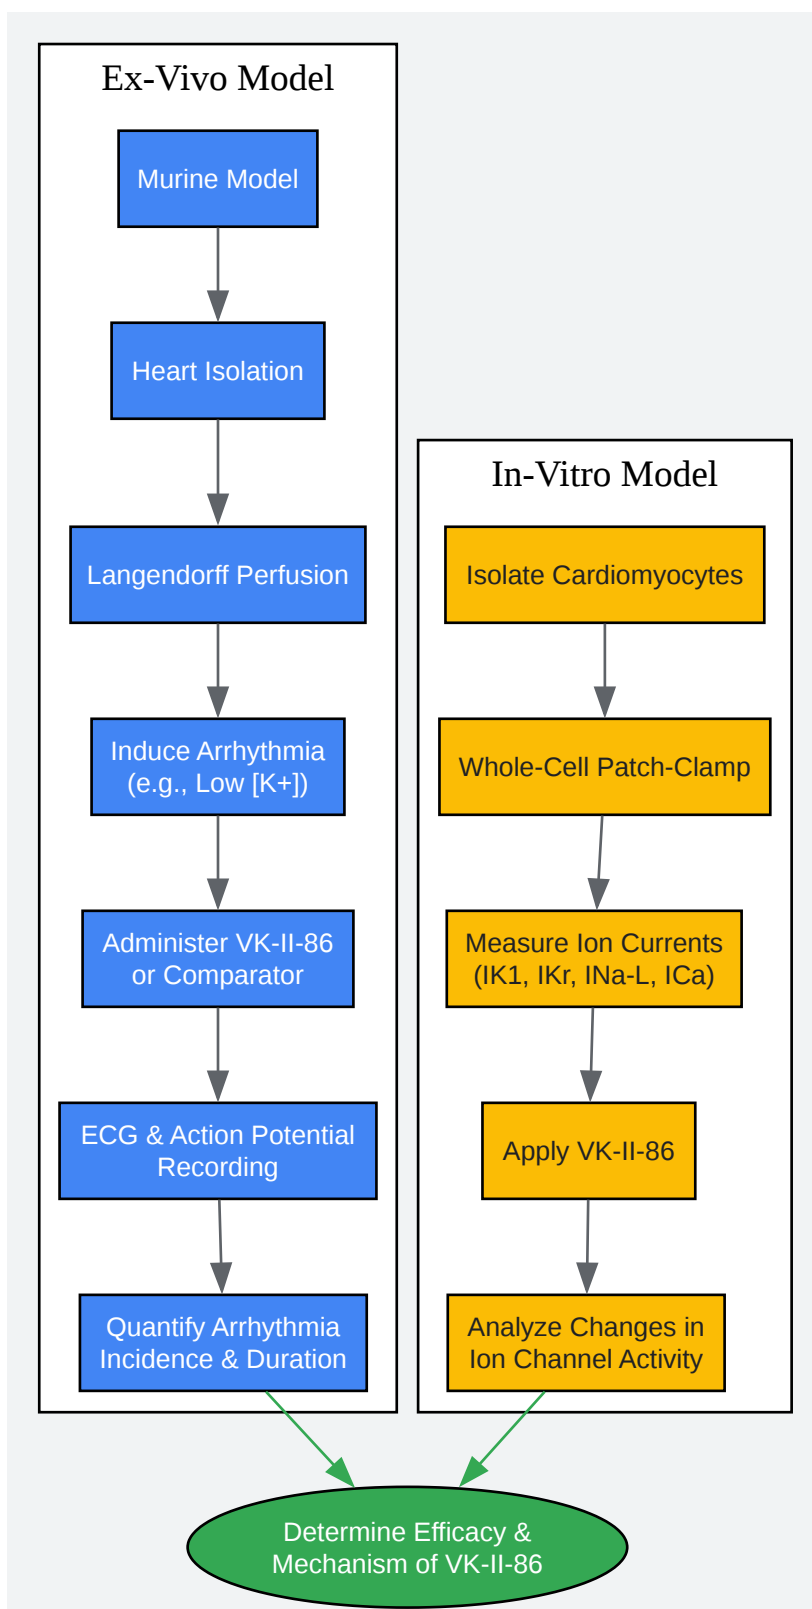 Ex-Vivo Model
Murine Model
Heart Isolation
Langendorff Perfusion
Induce Arrhythmia
(e.g., Low [K+])
Administer VK-II-86
or Comparator
ECG & Action Potential
Recording
Quantify Arrhythmia
Incidence & Duration
In-Vitro Model
Isolate Cardiomyocytes
Whole-Cell Patch-Clamp
Measure Ion Currents
(IK1, IKr, INa-L, ICa)
Apply VK-II-86
Analyze Changes in
Ion Channel Activity
Determine Efficacy &
Mechanism of VK-II-86